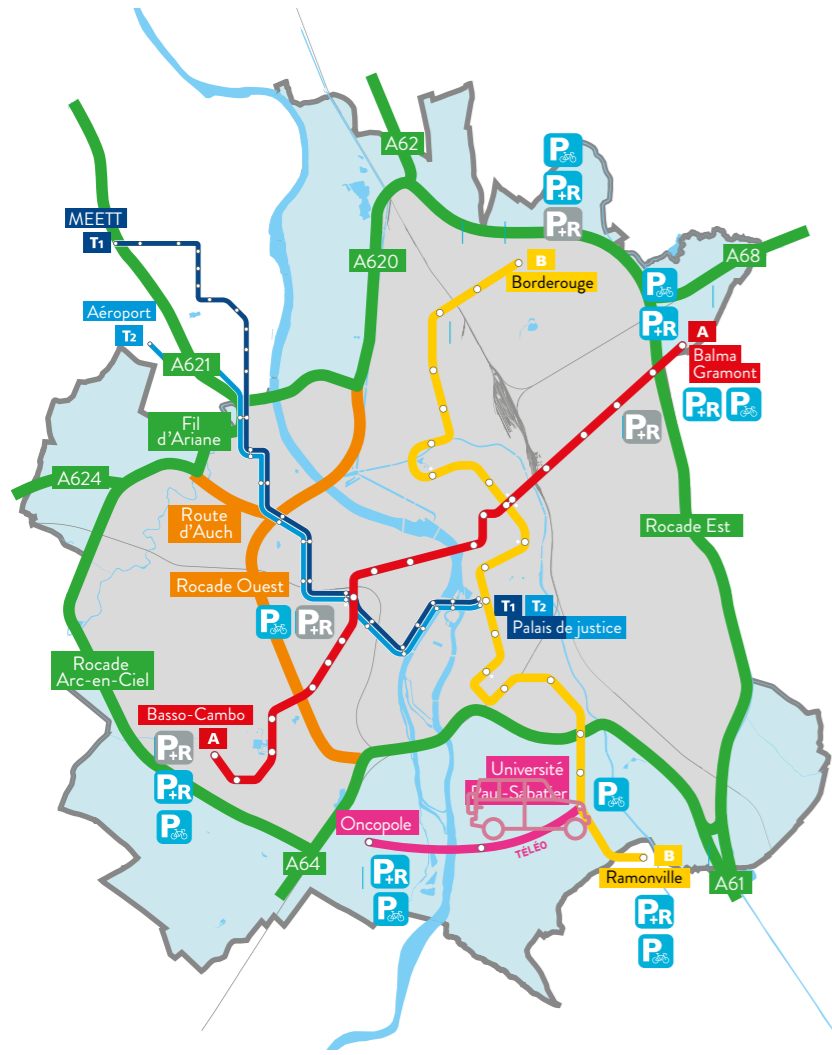 A62
P
P+R
P+R
MEETT
T1
A620
A68
B
Borderouge
P
P+R
Aéroport
T2
A
Balma
Gramont
A621
P+R
P
P+R
Fil
d'Ariane
A624
Route
d'Auch
Rocade Est
Rocade Ouest
P
P+R
T1
T2
Palais de justice
Rocade
Arc-en-Ciel
Basso-Cambo
A
P+R
P+R
P
Université
Paul-Sabatier
P
Oncopole
TÉLÉO
A64
P+R
P
B
Ramonville
A61
P+R
P